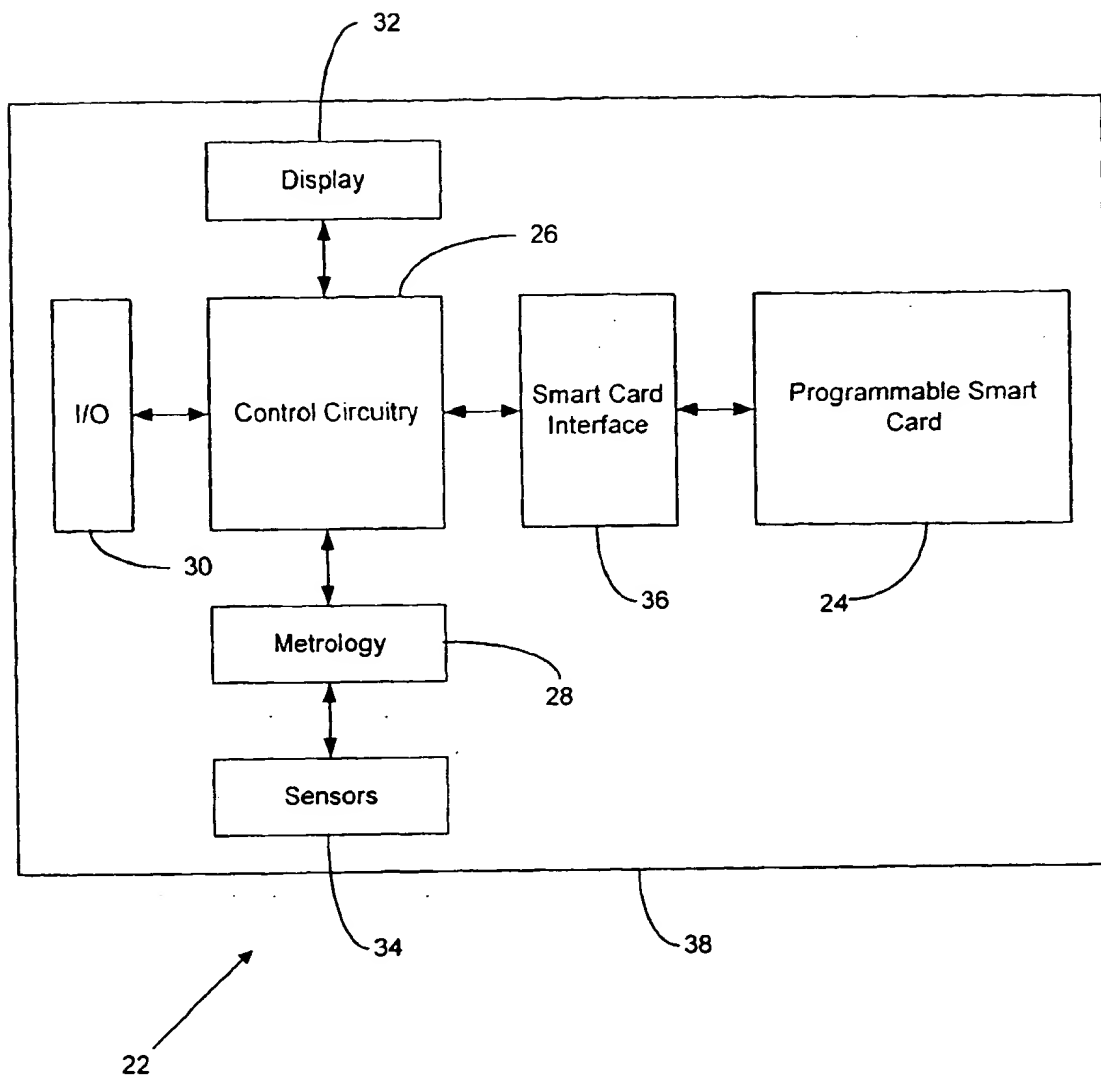 32
Display
26
I/O
Control Circuitry
Smart Card
Interface
Programmable Smart
Card
30
36
24
Metrology
28
Sensors
34
38
22